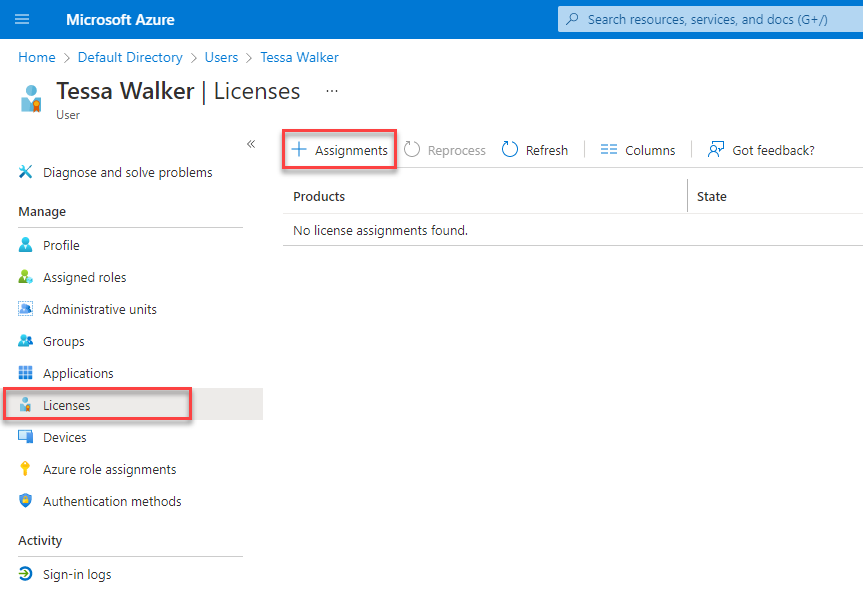 Microsoft Azure
Search resources, services, and docs (G+/)
Home > Default Directory > Users > Tessa Walker
Tessa Walker | Licenses ...
User
«
Diagnose and solve problems
Manage
Profile
Assigned roles
Administrative units
Groups
Applications
Licenses
Devices
Azure role assignments
Authentication methods
Activity
Sign-in logs
+ Assignments Reprocess Refresh Columns Got feedback?
Products State
No license assignments found.